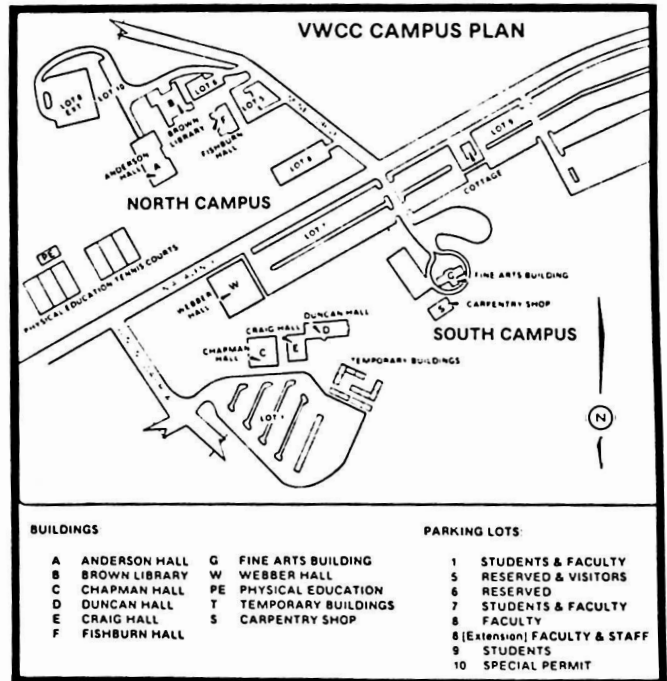 VWCC CAMPUS PLAN
LOT 8
EXT
LOT 10
B
LOT 6
LOT 5
F
BROWN
LIBRARY
FISHBURN
HALL
ANDERSON
HALL
A
LOT 8
LOT 9
COTTAGE
NORTH CAMPUS
PE
PHYSICAL EDUCATION TENNIS COURTS
LOT 7
G
FINE ARTS BUILDING
WEBBER
HALL
W
S
CARPENTRY SHOP
DUNCAN HALL
CRAIG HALL
D
SOUTH CAMPUS
CHAPMAN
HALL
C
E
TEMPORARY BUILDINGS
LOT 1
N
BUILDINGS:
A ANDERSON HALL
B BROWN LIBRARY
C CHAPMAN HALL
D DUNCAN HALL
E CRAIG HALL
F FISHBURN HALL
G FINE ARTS BUILDING
W WEBBER HALL
PE PHYSICAL EDUCATION
T TEMPORARY BUILDINGS
S CARPENTRY SHOP
PARKING LOTS:
1 STUDENTS & FACULTY
5 RESERVED & VISITORS
6 RESERVED
7 STUDENTS & FACULTY
8 FACULTY
8 [Extension] FACULTY & STAFF
9 STUDENTS
10 SPECIAL PERMIT